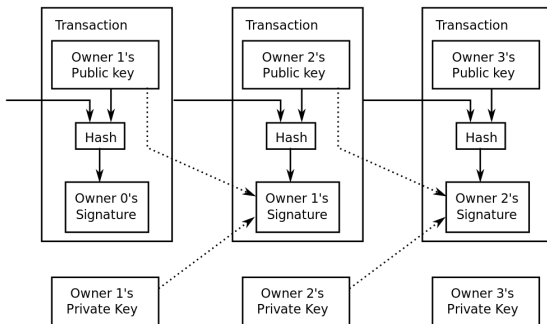 Transaction
Owner 1's
Public key
Hash
Owner 0's
Signature
Transaction
Owner 2's
Public key
Hash
Owner 1's
Signature
Transaction
Owner 3's
Public key
Hash
Owner 2's
Signature
Owner 1's
Private Key
Owner 2's
Private Key
Owner 3's
Private Key